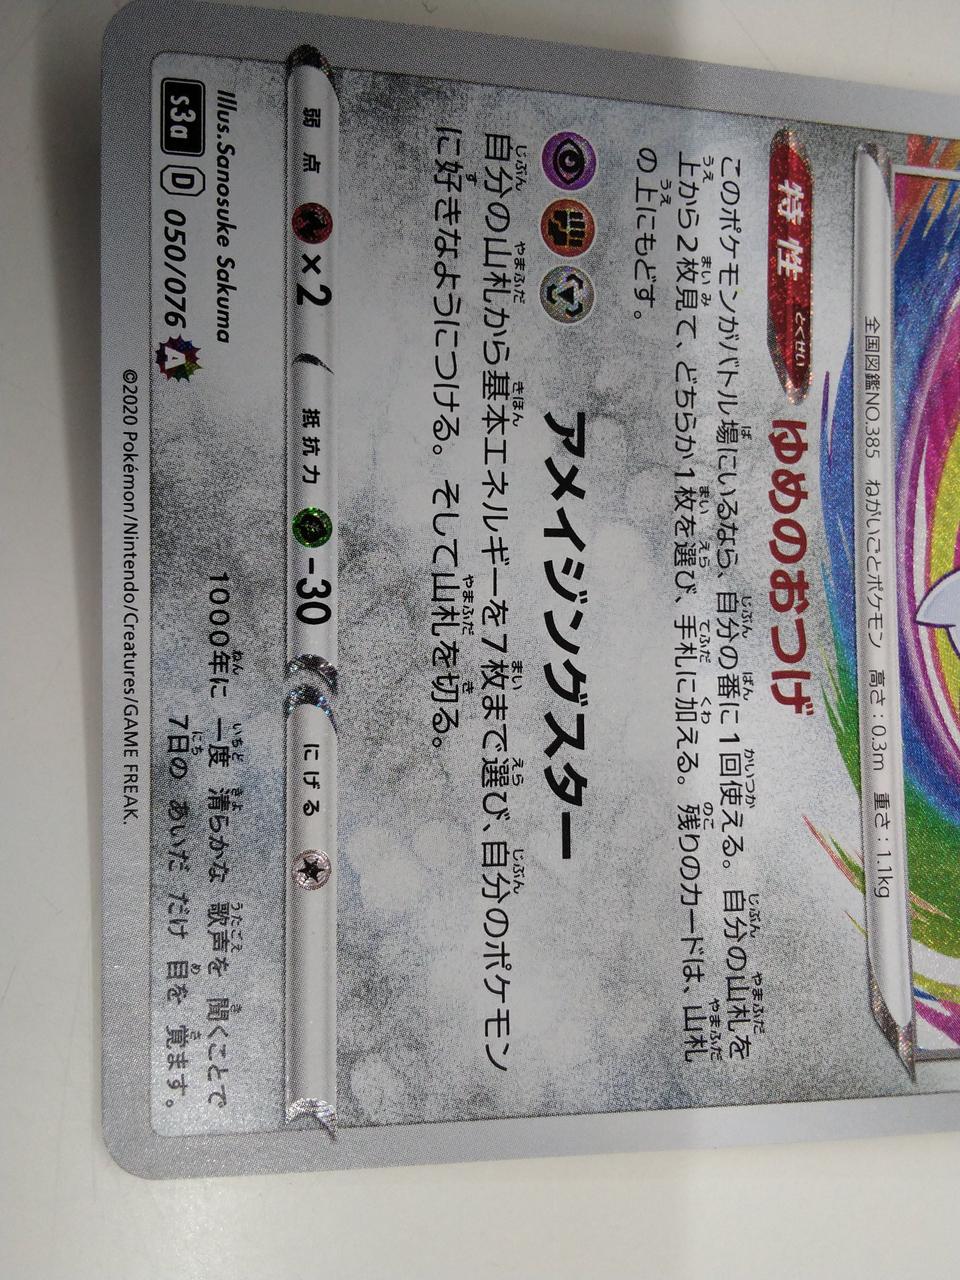 全国図鑑NO.385 ねがいごとポケモン 高さ:0.3m 重さ:1.1kg
特性 とくせい ゆめのおつげ
このポケモンがバトル場にいるなら、自分の番に1回使える。自分の山札を
上から2枚見て、どちらか1枚を選び、手札に加える。残りのカードは、山札
の上にもどす。
アメイジングスター
自分の山札から基本エネルギーを7枚まで選び、自分のポケモン
に好きなようにつける。そして山札を切る。
弱点 ×2 抵抗力 -30 にげる
Illus.Sanosuke Sakuma
s3a D 050/076 A
1000年に 一度 清らかな 歌声を 聞くことで
7日の あいだ だけ 目を 覚ます。
©2020 Pokémon/Nintendo/Creatures/GAME FREAK.